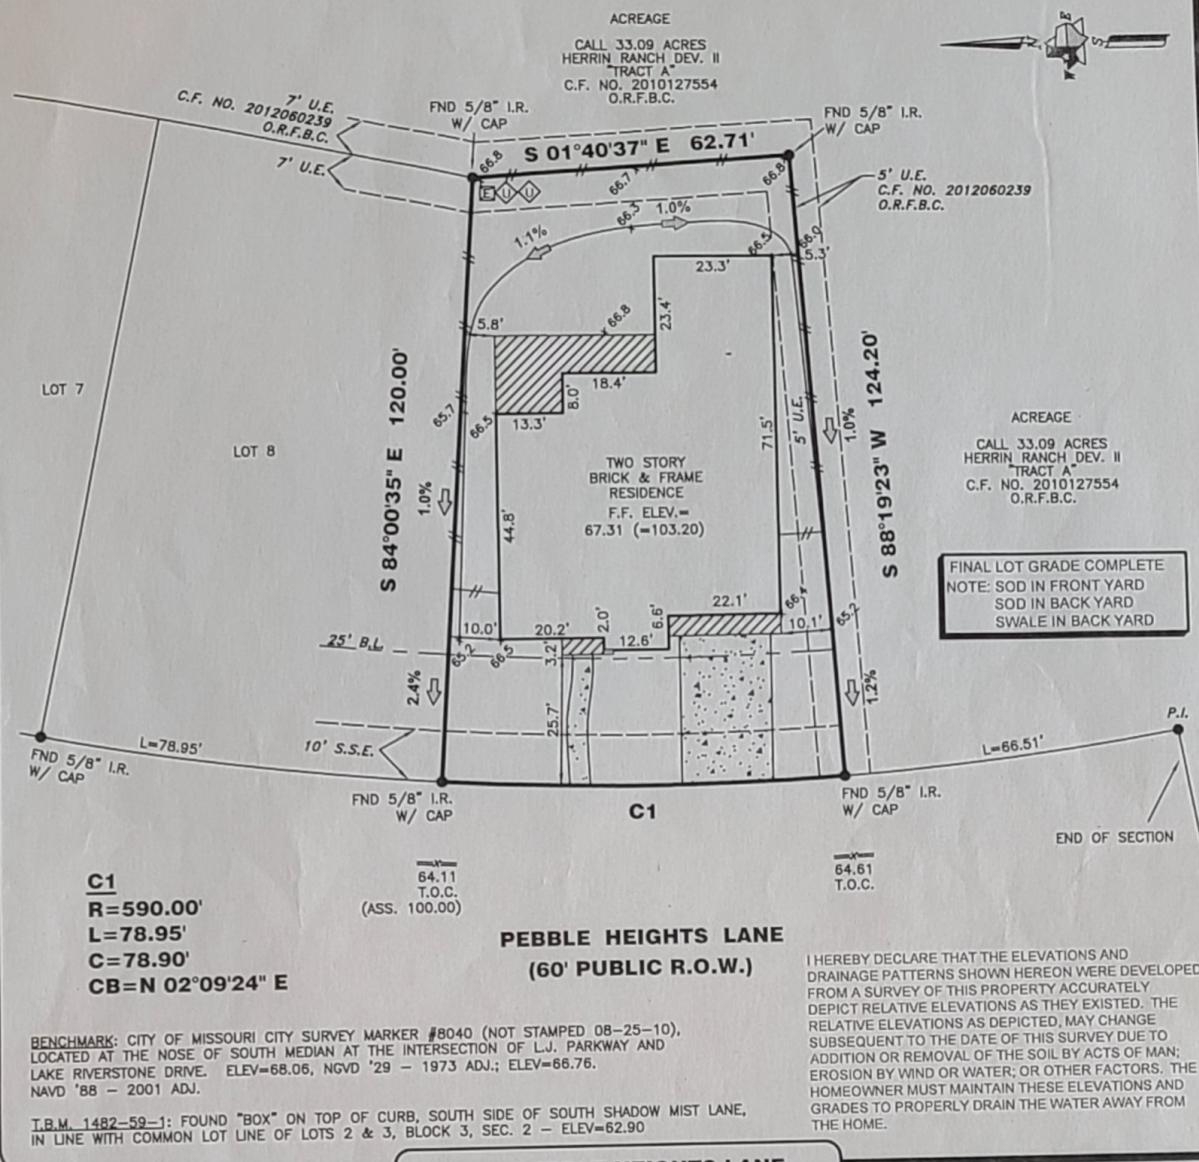 ACREAGE
CALL 33.09 ACRES
HERRIN RANCH DEV. II
"TRACT A"
C.F. NO. 2010127554
O.R.F.B.C.
S
7' U.E.
C.F. NO. 2012060239
O.R.F.B.C.
7' U.E.
FND 5/8" I.R.
W/ CAP
FND 5/8" I.R.
W/ CAP
S 01°40'37" E 62.71'
66.8
66.7
66.8
E U U
5' U.E.
C.F. NO. 2012060239
O.R.F.B.C.
1.1%
66.3
1.0%
66.5
66.0
5.3'
23.3'
5.8'
66.8
23.4'
18.4'
8.0'
13.3'
LOT 7
LOT 8
S 84°00'35" E 120.00'
65.7
66.5
1.0%
44.8'
TWO STORY
BRICK & FRAME
RESIDENCE
F.F. ELEV.=
67.31 (=103.20)
71.5'
5' U.E.
1.0%
S 88°19'23" W 124.20'
ACREAGE
CALL 33.09 ACRES
HERRIN RANCH DEV. II
"TRACT A"
C.F. NO. 2010127554
O.R.F.B.C.
FINAL LOT GRADE COMPLETE
NOTE: SOD IN FRONT YARD
SOD IN BACK YARD
SWALE IN BACK YARD
22.1'
6.6'
2.0'
10.0'
20.2'
12.6'
10.1'
65.2
25' B.L.
65.2
66.5
3.2'
2.4%
25.7'
1.2%
10' S.S.E.
L=78.95'
FND 5/8" I.R.
W/ CAP
FND 5/8" I.R.
W/ CAP
C1
FND 5/8" I.R.
W/ CAP
L=66.51'
P.I.
END OF SECTION
64.11
T.O.C.
(ASS. 100.00)
64.61
T.O.C.
C1
R=590.00'
L=78.95'
C=78.90'
CB=N 02°09'24" E
PEBBLE HEIGHTS LANE
(60' PUBLIC R.O.W.)
I HEREBY DECLARE THAT THE ELEVATIONS AND
DRAINAGE PATTERNS SHOWN HEREON WERE DEVELOPED
FROM A SURVEY OF THIS PROPERTY ACCURATELY
DEPICT RELATIVE ELEVATIONS AS THEY EXISTED. THE
RELATIVE ELEVATIONS AS DEPICTED, MAY CHANGE
SUBSEQUENT TO THE DATE OF THIS SURVEY DUE TO
ADDITION OR REMOVAL OF THE SOIL BY ACTS OF MAN;
EROSION BY WIND OR WATER; OR OTHER FACTORS. THE
HOMEOWNER MUST MAINTAIN THESE ELEVATIONS AND
GRADES TO PROPERLY DRAIN THE WATER AWAY FROM
THE HOME.
BENCHMARK: CITY OF MISSOURI CITY SURVEY MARKER #8040 (NOT STAMPED 08-25-10),
LOCATED AT THE NOSE OF SOUTH MEDIAN AT THE INTERSECTION OF L.J. PARKWAY AND
LAKE RIVERSTONE DRIVE. ELEV=68.06, NGVD '29 - 1973 ADJ.; ELEV=66.76.
NAVD '88 - 2001 ADJ.
T.B.M. 1482-59-1: FOUND "BOX" ON TOP OF CURB, SOUTH SIDE OF SOUTH SHADOW MIST LANE,
IN LINE WITH COMMON LOT LINE OF LOTS 2 & 3, BLOCK 3, SEC. 2 - ELEV=62.90